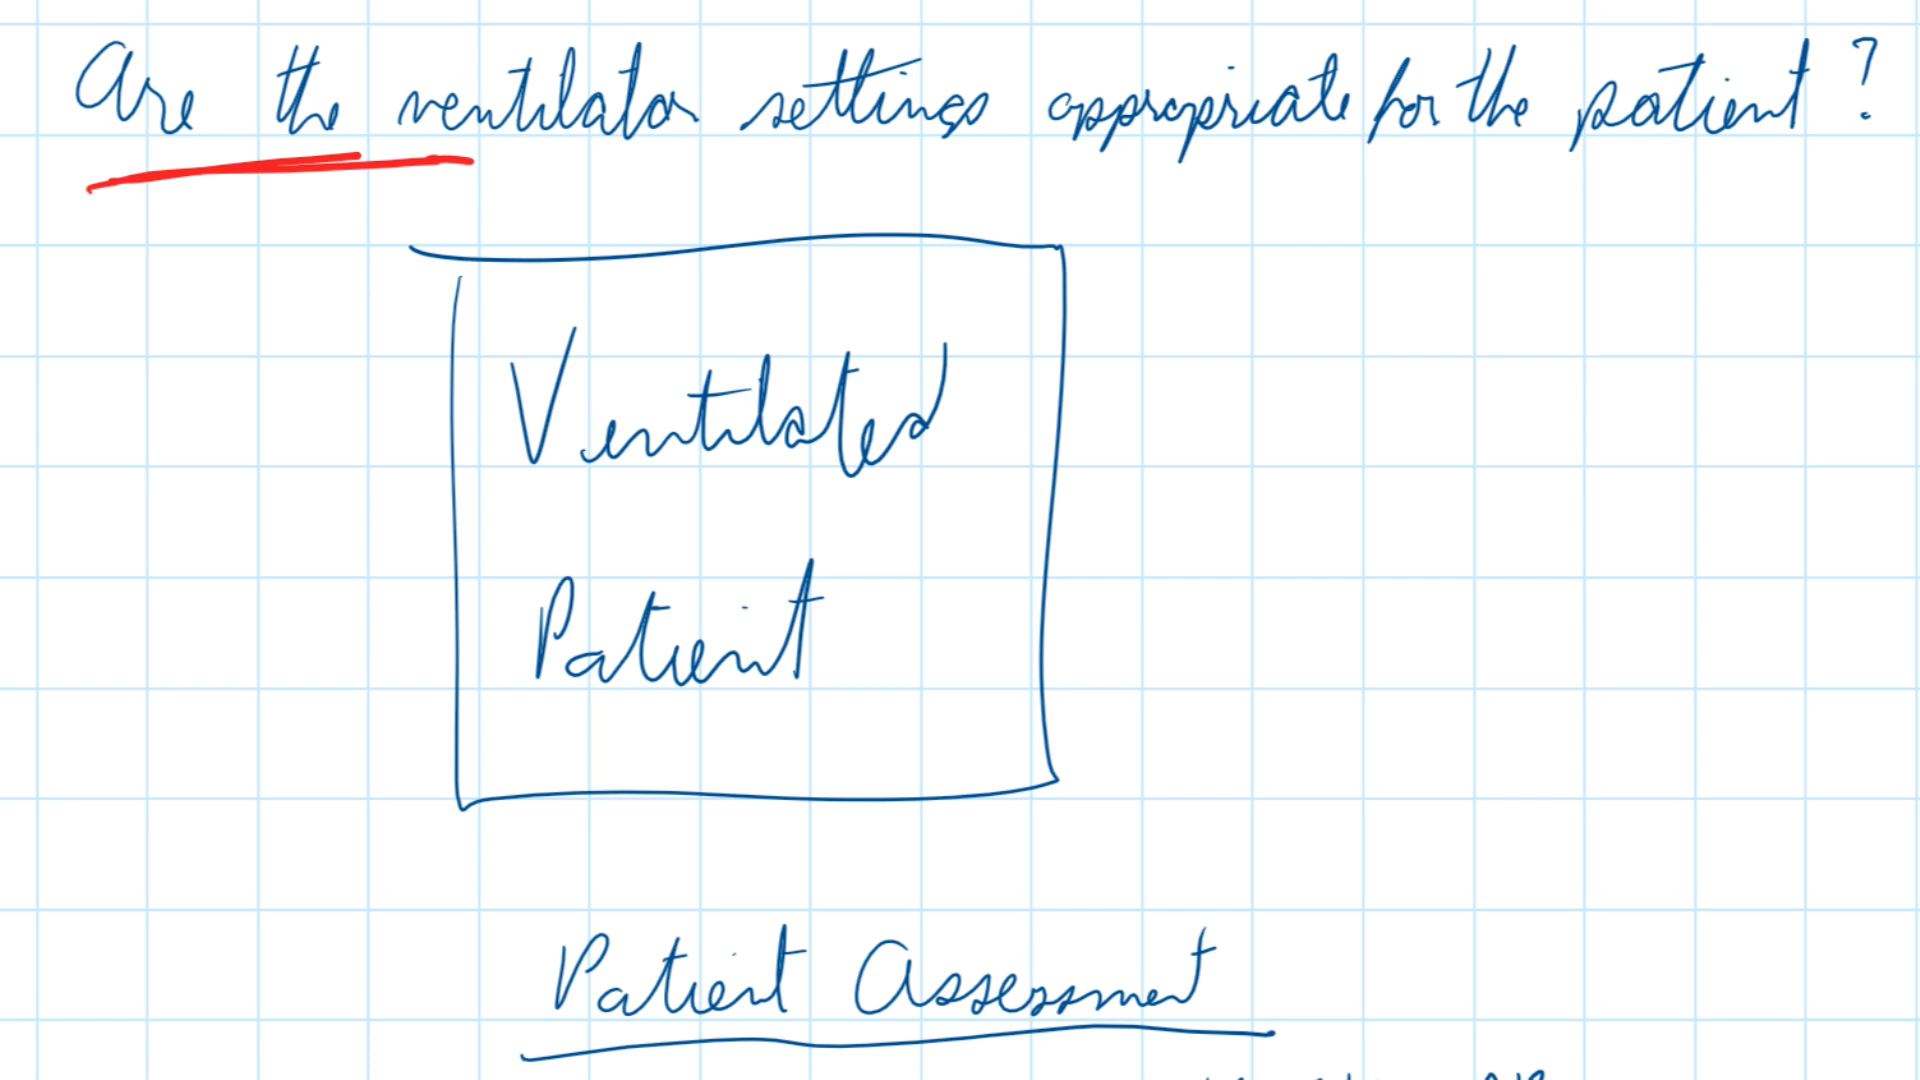 Are the ventilator settings appropriate for the patient?
Ventilated
Patient
Patient Assessment